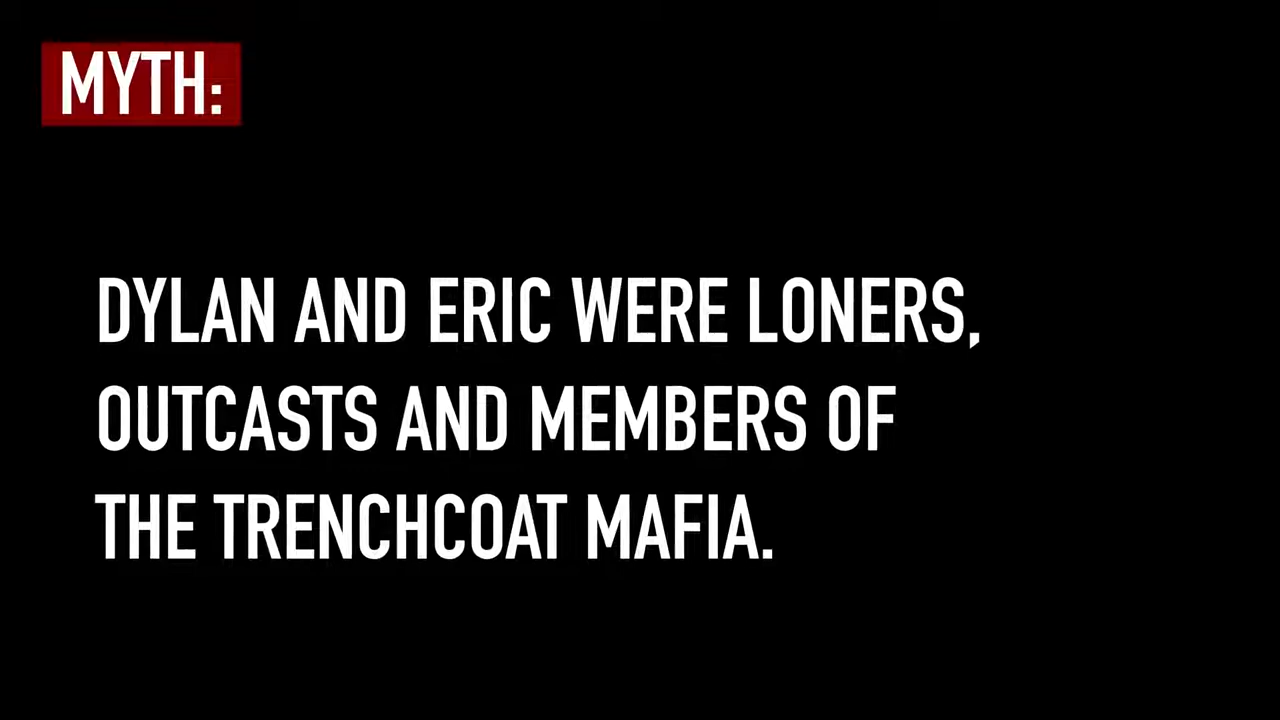 MYTH:
DYLAN AND ERIC WERE LONERS,
OUTCASTS AND MEMBERS OF
THE TRENCHCOAT MAFIA.